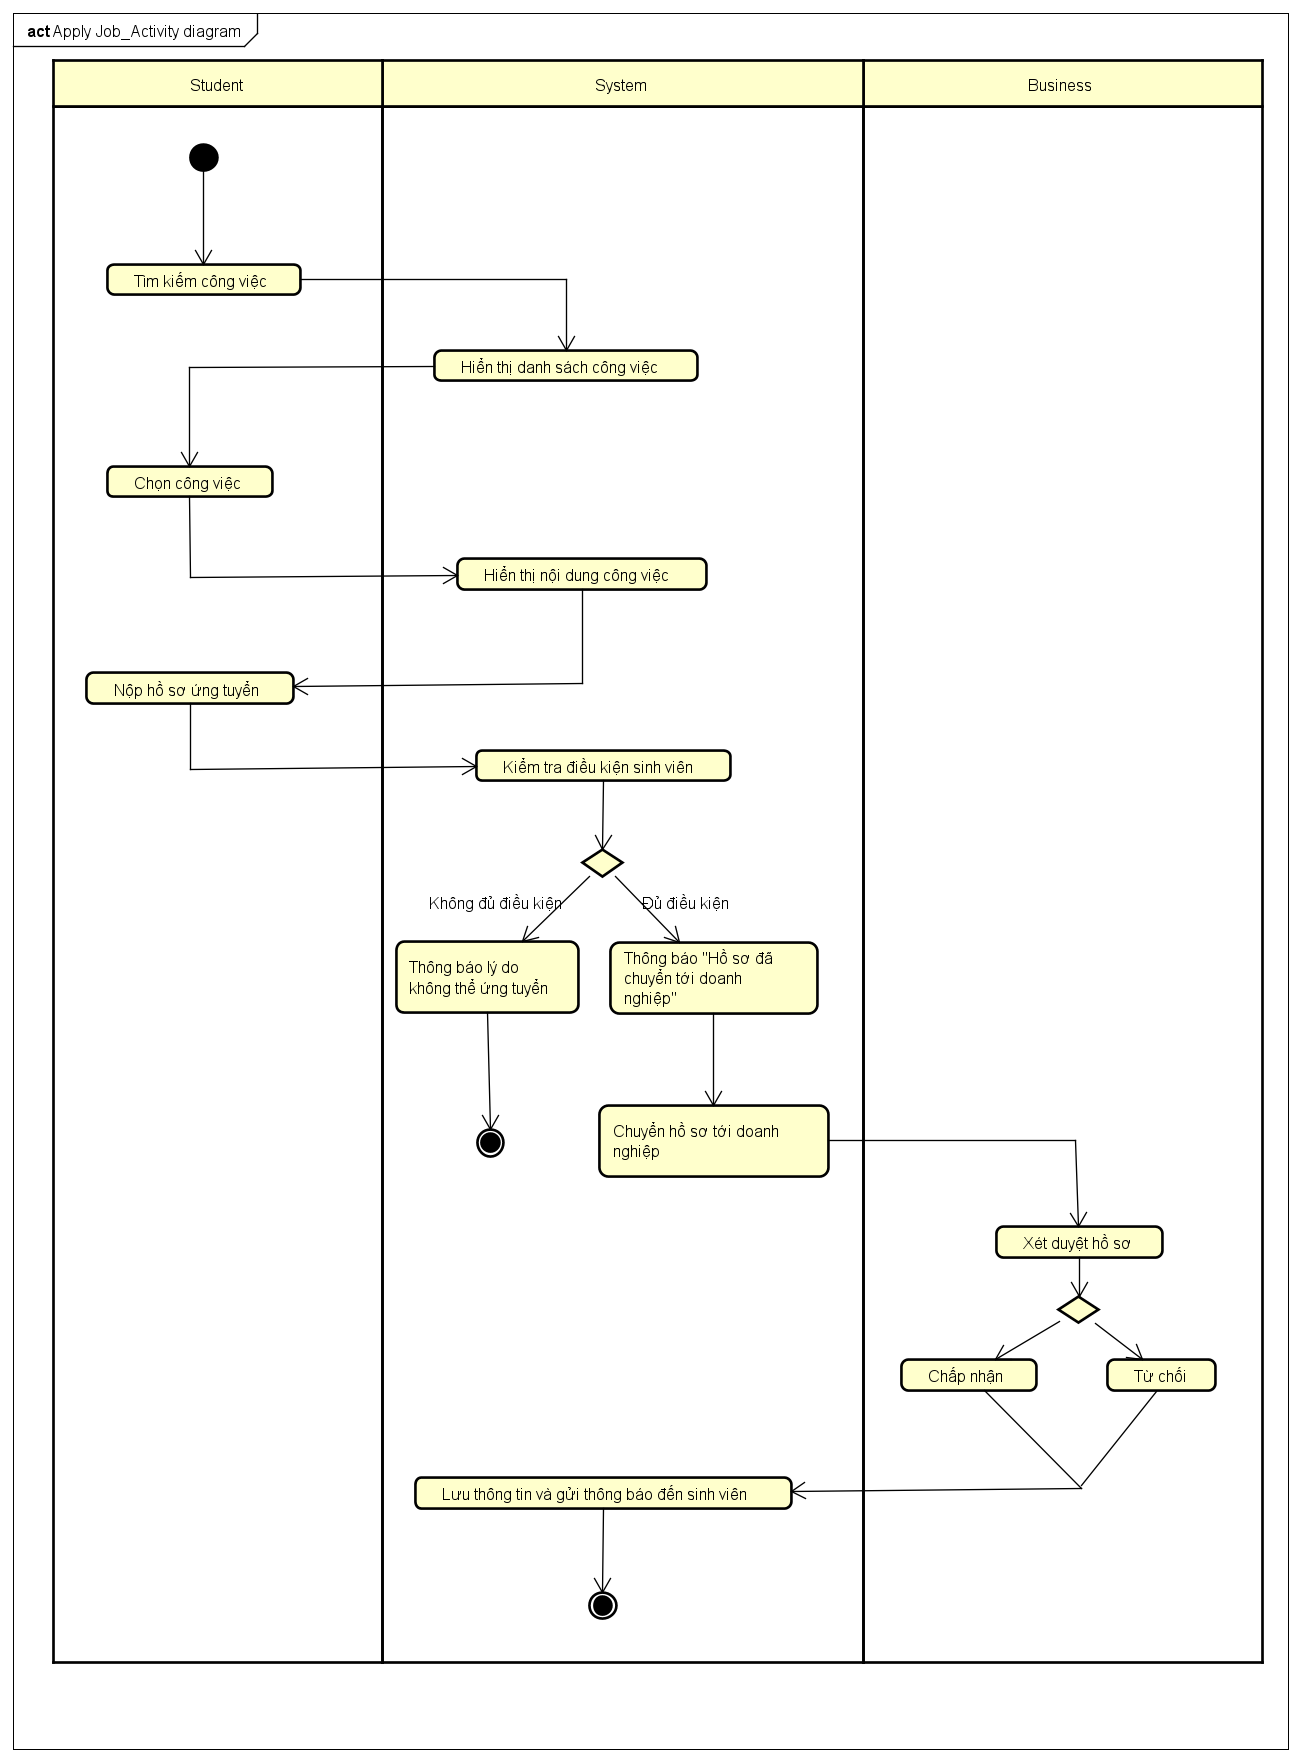 act Apply Job_Activity diagram
Student
System
Business
Tìm kiếm công việc
Hiển thị danh sách công việc
Chọn công việc
Hiển thị nội dung công việc
Nộp hồ sơ ứng tuyển
Kiểm tra điều kiện sinh viên
Không đủ điều kiện
Đủ điều kiện
Thông báo lý do
không thể ứng tuyển
Thông báo "Hồ sơ đã
chuyển tới doanh
nghiệp"
Chuyển hồ sơ tới doanh
nghiệp
Xét duyệt hồ sơ
Chấp nhận
Từ chối
Lưu thông tin và gửi thông báo đến sinh viên